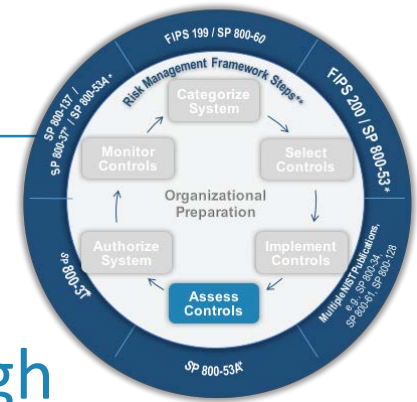 FIPS 199 / SP 800-60
Risk Management Framework Steps**
Categorize
System
FIPS 200 / SP 800-53*
Select
Controls
Multiple NIST Publications,
e.g., SP 800-34,
SP 800-61, SP 800-128
Implement
Controls
SP 800-53A*
Assess
Controls
SP 800-37*
Authorize
System
SP 800-137 /
SP 800-37* / SP 800-53A*
Monitor
Controls
Organizational
Preparation
gh